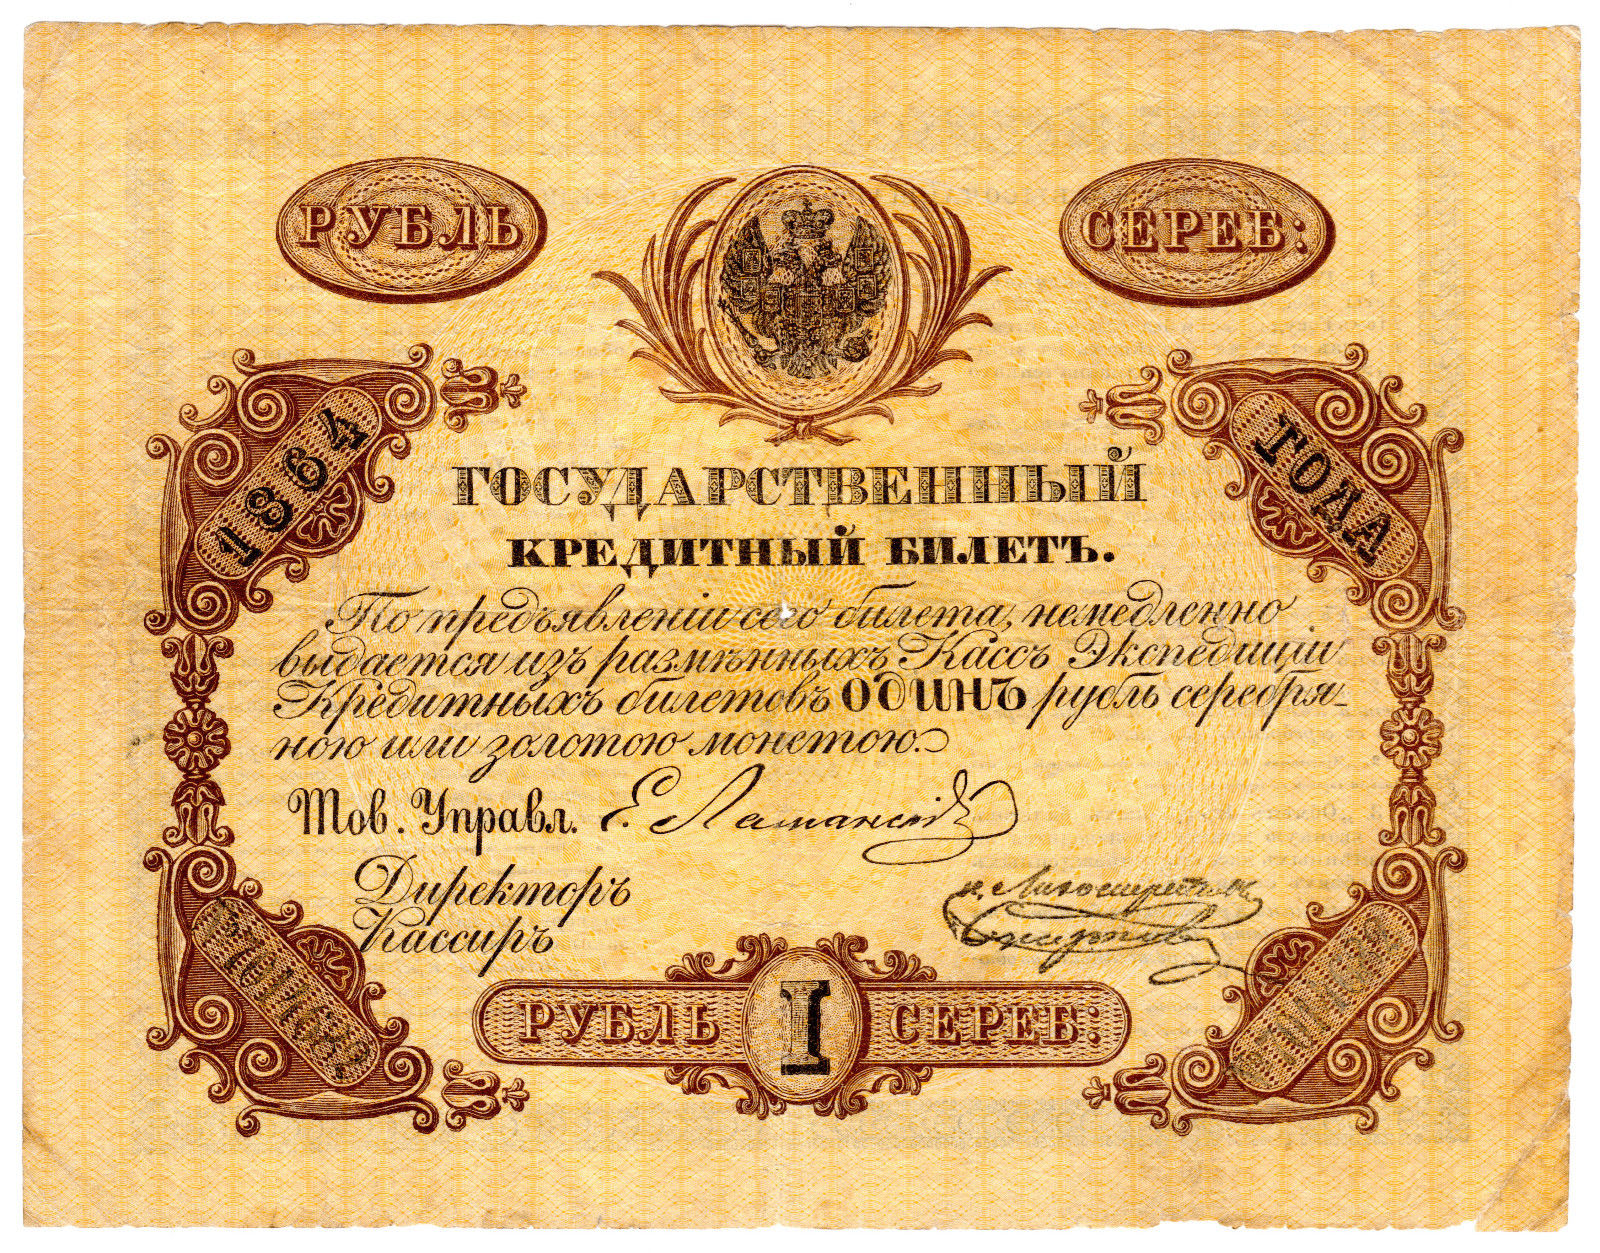 РУБЛЬ
СЕРЕБ:
1864
ГОДА
ГОСУДАРСТВЕННЫЙ
КРЕДИТНЫЙ БИЛЕТЪ.
По предъявленіи сего билета, немедленно
выдается изъ размѣнныхъ Кассъ Экспедиціи
Кредитныхъ билетовъ ОДИНЪ рубль серебря-
ною или золотою монетою.
Тов. Управл. Е. Ламанскій
Директоръ
Кассиръ
РУБЛЬ I СЕРЕБ: